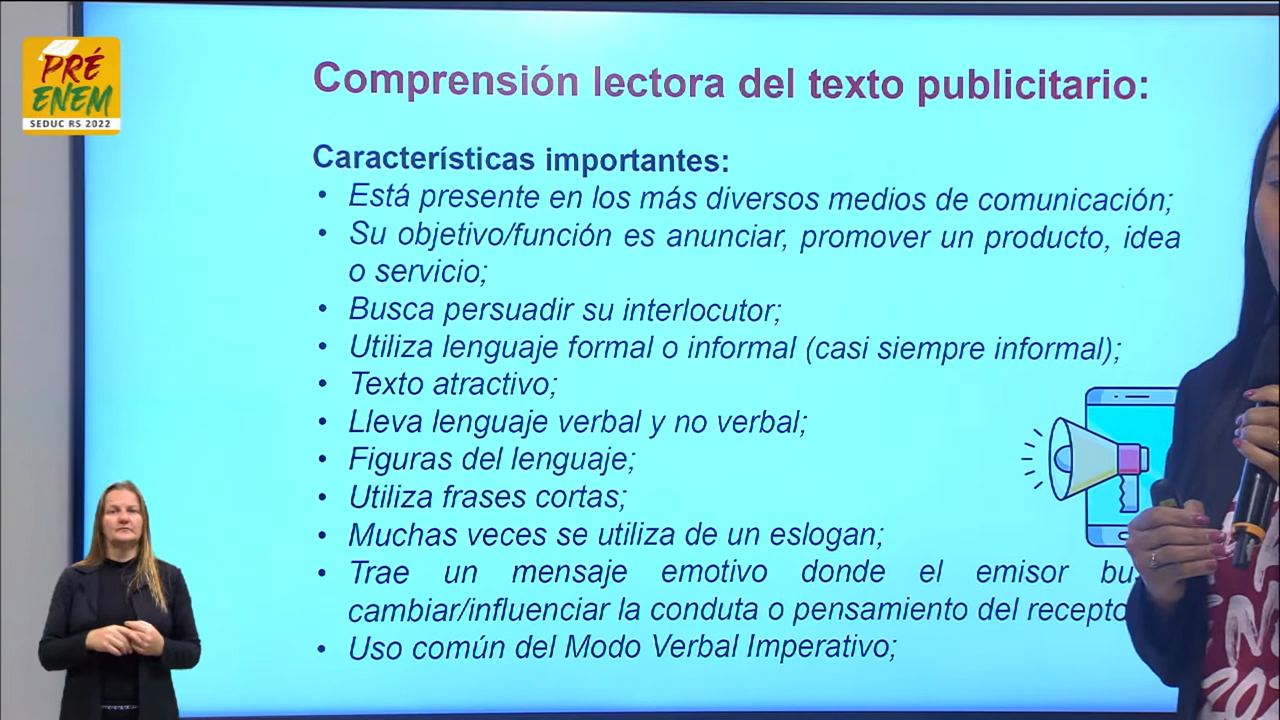 PRÉ
ENEM
SEDUC RS 2022
Comprensión lectora del texto publicitario:
Características importantes:
• Está presente en los más diversos medios de comunicación;
• Su objetivo/función es anunciar, promover un producto, idea
o servicio;
• Busca persuadir su interlocutor;
• Utiliza lenguaje formal o informal (casi siempre informal);
• Texto atractivo;
• Lleva lenguaje verbal y no verbal;
• Figuras del lenguaje;
• Utiliza frases cortas;
• Muchas veces se utiliza de un eslogan;
• Trae un mensaje emotivo donde el emisor
cambiar/influenciar la conduta o pensamiento del
• Uso común del Modo Verbal Imperativo;